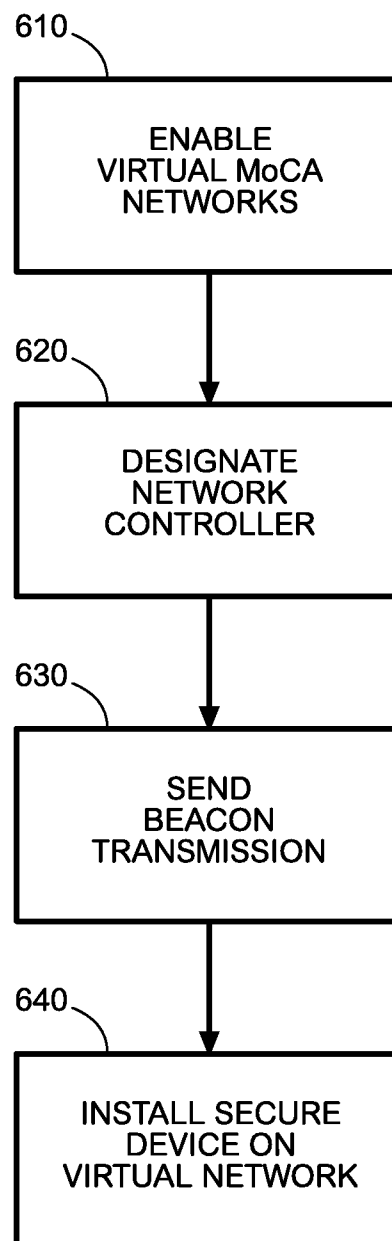 610
ENABLE
VIRTUAL MoCA
NETWORKS
620
DESIGNATE
NETWORK
CONTROLLER
630
SEND
BEACON
TRANSMISSION
640
INSTALL SECURE
DEVICE ON
VIRTUAL NETWORK